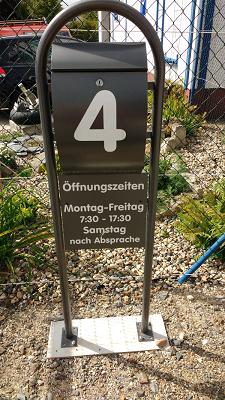 4
Öffnungszeiten
Montag-Freitag
7:30 - 17:30
Samstag
nach Absprache